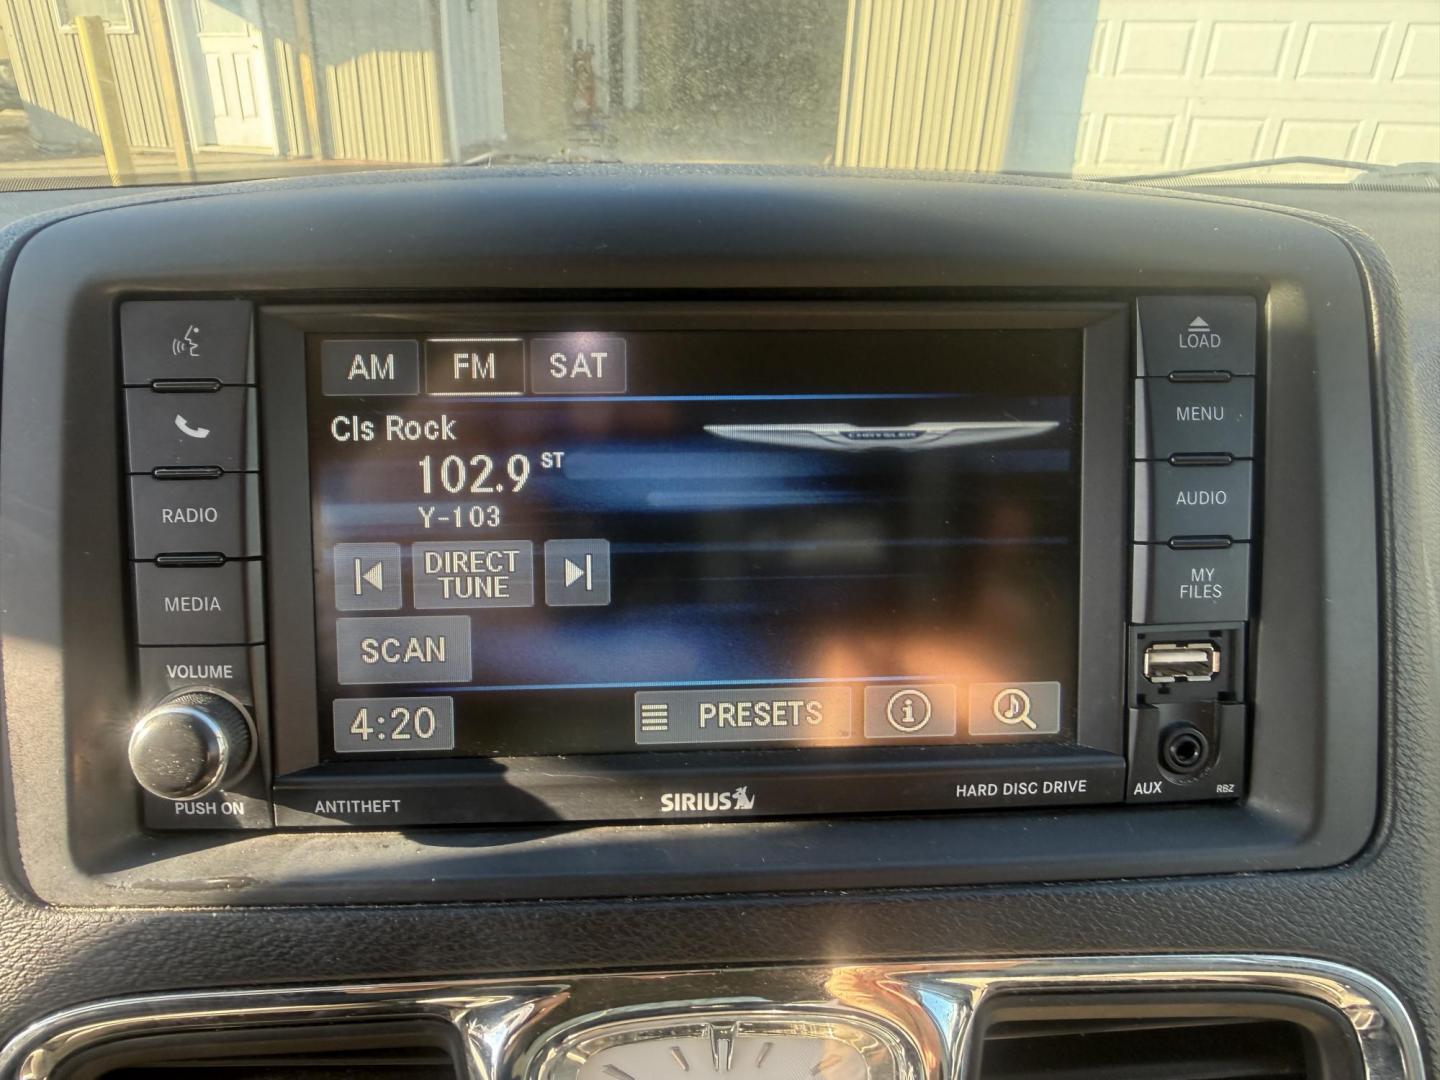 LOAD
AM FM SAT
MENU
Cls Rock
CHRYSLER
102.9 ST
AUDIO
RADIO
Y-103
DIRECT
TUNE
MY
FILES
MEDIA
SCAN
VOLUME
4:20
PRESETS
PUSH ON
ANTITHEFT
SIRIUS
HARD DISC DRIVE
AUX
RBZ